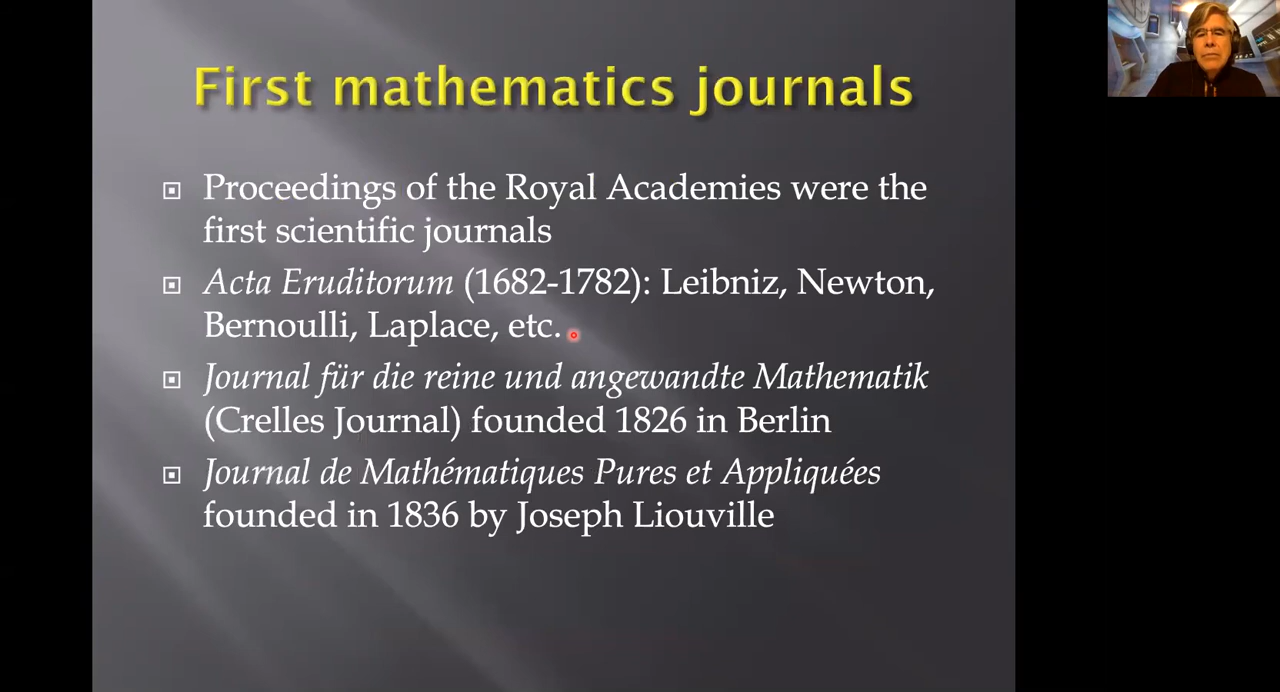 First mathematics journals
Proceedings of the Royal Academies were the
first scientific journals
Acta Eruditorum (1682-1782): Leibniz, Newton,
Bernoulli, Laplace, etc.
Journal für die reine und angewandte Mathematik
(Crelles Journal) founded 1826 in Berlin
Journal de Mathématiques Pures et Appliquées
founded in 1836 by Joseph Liouville